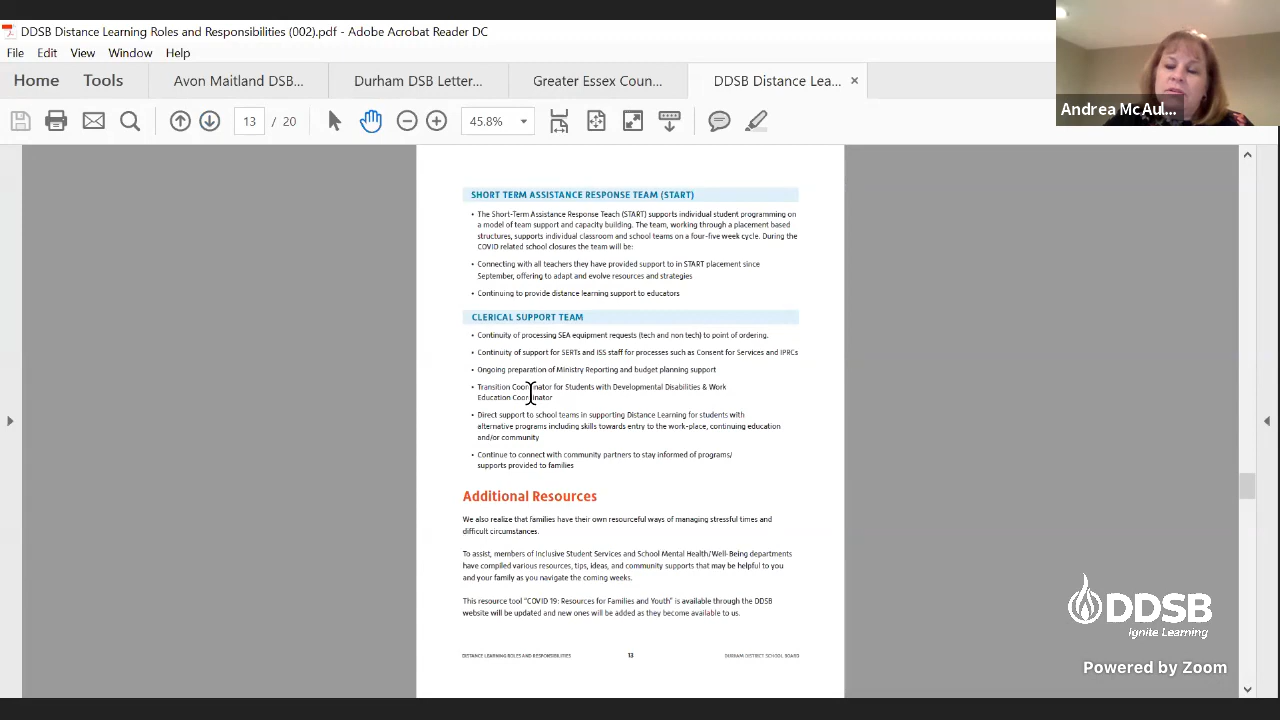 DDSB Distance Learning Roles and Responsibilities (002).pdf - Adobe Acrobat Reader DC
File Edit View Window Help
Home Tools Avon Maitland DSB... Durham DSB Letter... Greater Essex Coun... DDSB Distance Lea... ×
13 / 20 45.8%
Andrea McAul...
SHORT TERM ASSISTANCE RESPONSE TEAM (START)
• The Short-Term Assistance Response Teach (START) supports individual student programming on
a model of team support and capacity building. The team, working through a placement based
structures, supports individual classroom and school teams on a four-five week cycle. During the
COVID related school closures the team will be:
• Connecting with all teachers they have provided support to in START placement since
September, offering to adapt and evolve resources and strategies
• Continuing to provide distance learning support to educators
CLERICAL SUPPORT TEAM
• Continuity of processing SEA equipment requests (tech and non tech) to point of ordering.
• Continuity of support for SERTs and ISS staff for processes such as Consent for Services and IPRCs
• Ongoing preparation of Ministry Reporting and budget planning support
• Transition Coordinator for Students with Developmental Disabilities & Work
Education Coordinator
• Direct support to school teams in supporting Distance Learning for students with
alternative programs including skills towards entry to the work-place, continuing education
and/or community
• Continue to connect with community partners to stay informed of programs/
supports provided to families
Additional Resources
We also realize that families have their own resourceful ways of managing stressful times and
difficult circumstances.
To assist, members of Inclusive Student Services and School Mental Health/Well-Being departments
have compiled various resources, tips, ideas, and community supports that may be helpful to you
and your family as you navigate the coming weeks.
This resource tool "COVID 19: Resources for Families and Youth" is available through the DDSB
website will be updated and new ones will be added as they become available to us.
DISTANCE LEARNING ROLES AND RESPONSIBILITIES 13 DURHAM DISTRICT SCHOOL BOARD
DDSB
Ignite Learning
Powered by Zoom